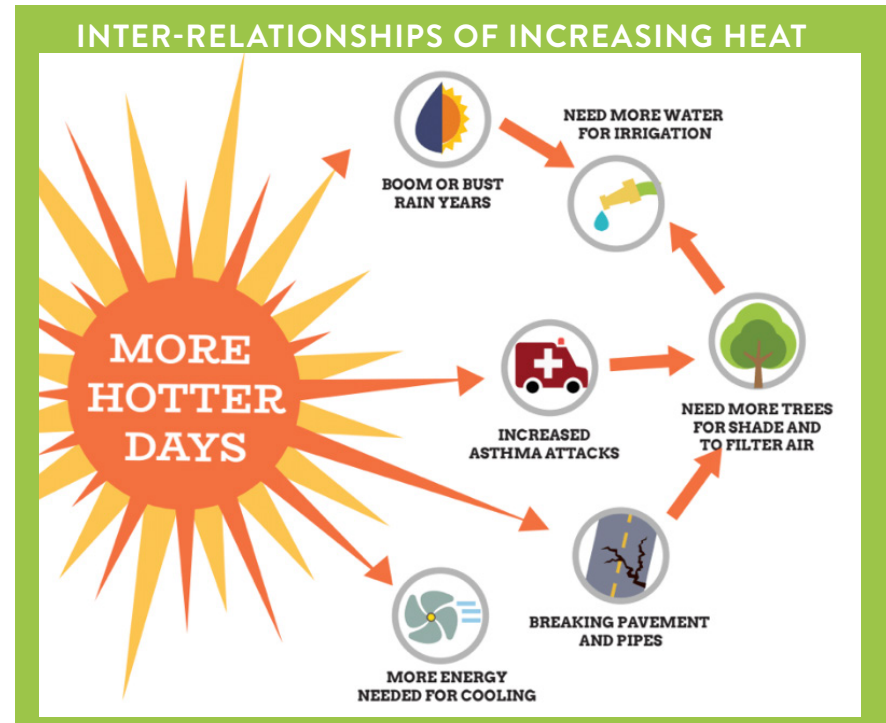 INTER-RELATIONSHIPS OF INCREASING HEAT
MORE
HOTTER
DAYS
BOOM OR BUST
RAIN YEARS
NEED MORE WATER
FOR IRRIGATION
INCREASED
ASTHMA ATTACKS
NEED MORE TREES
FOR SHADE AND
TO FILTER AIR
BREAKING PAVEMENT
AND PIPES
MORE ENERGY
NEEDED FOR COOLING